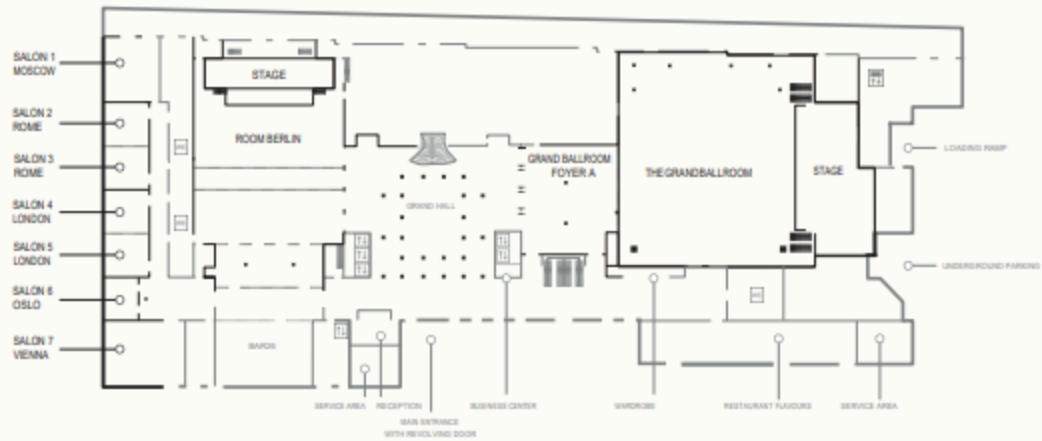 SALON 1
MOSCOW
SALON 2
ROME
SALON 3
ROME
SALON 4
LONDON
SALON 5
LONDON
SALON 6
OSLO
SALON 7
VIENNA
STAGE
ROOM BERLIN
GRAND HALL
GRAND BALLROOM
FOYER A
THE GRAND BALLROOM
STAGE
LOADING RAMP
UNDERGROUND PARKING
SERVICE AREA
RECEPTION
MAIN ENTRANCE
WITH REVOLVING DOOR
BUSINESS CENTER
WARDROBE
RESTAURANT FLAVOURS
SERVICE AREA